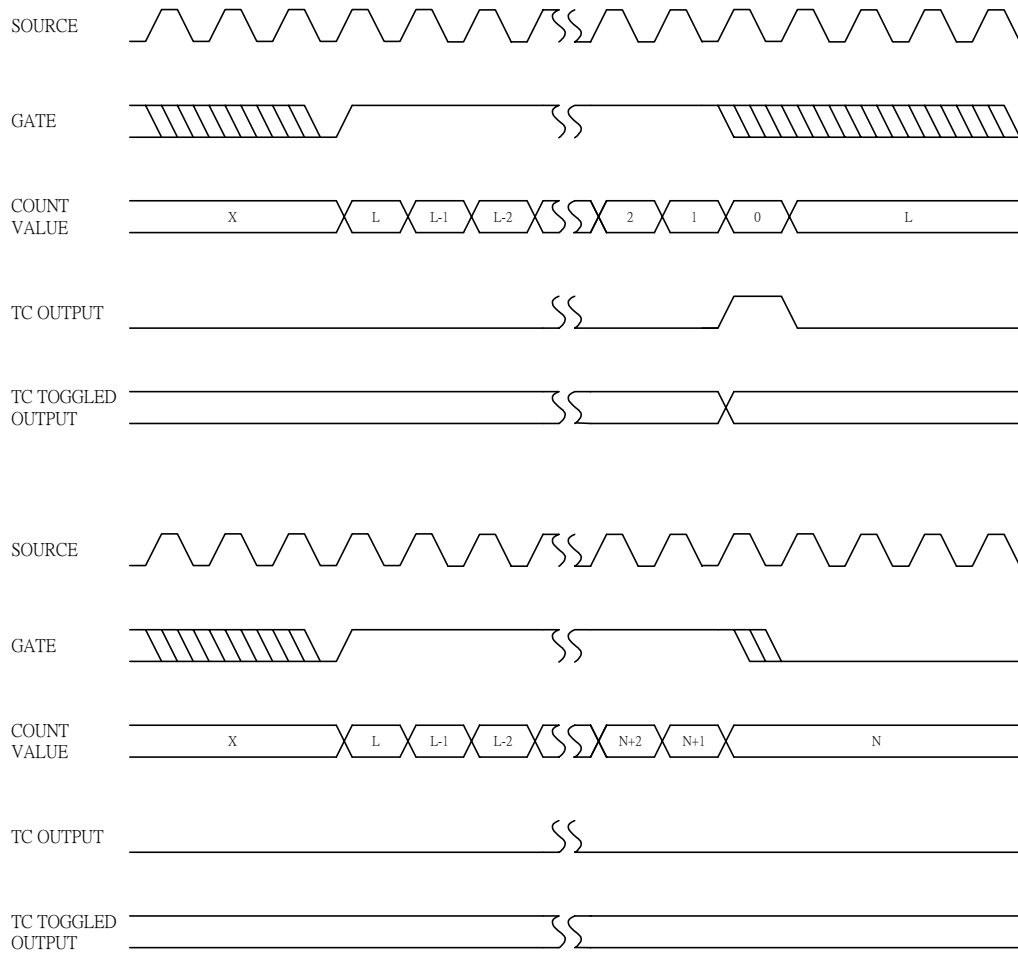 SOURCE
GATE
COUNT
VALUE
X L L-1 L-2 2 1 0 L
TC OUTPUT
TC TOGGLED
OUTPUT
SOURCE
GATE
COUNT
VALUE
X L L-1 L-2 N+2 N+1 N
TC OUTPUT
TC TOGGLED
OUTPUT